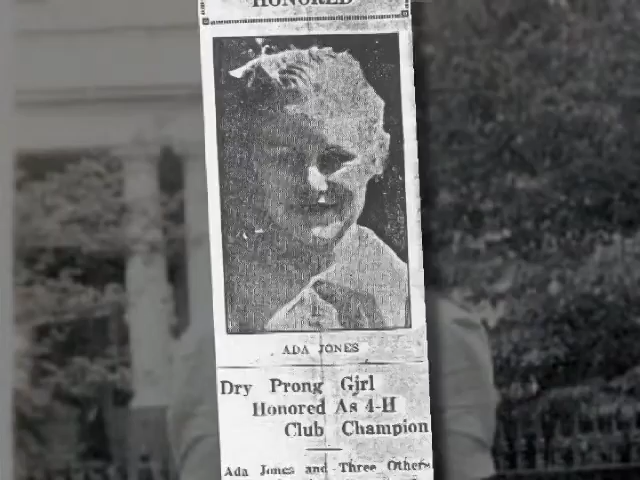 HONORED
ADA JONES
Dry Prong Girl
Honored As 4-H
Club Champion
Ada Jones and Three Others